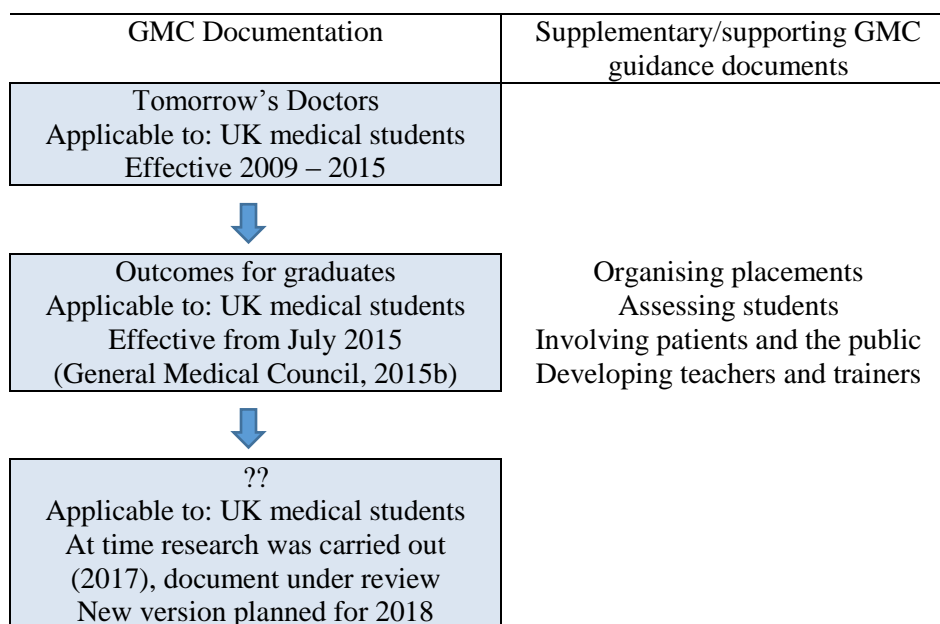 GMC Documentation
Supplementary/supporting GMC
guidance documents
Tomorrow’s Doctors
Applicable to: UK medical students
Effective 2009 – 2015
Outcomes for graduates
Applicable to: UK medical students
Effective from July 2015
(General Medical Council, 2015b)
Organising placements
Assessing students
Involving patients and the public
Developing teachers and trainers
??
Applicable to: UK medical students
At time research was carried out
(2017), document under review
New version planned for 2018